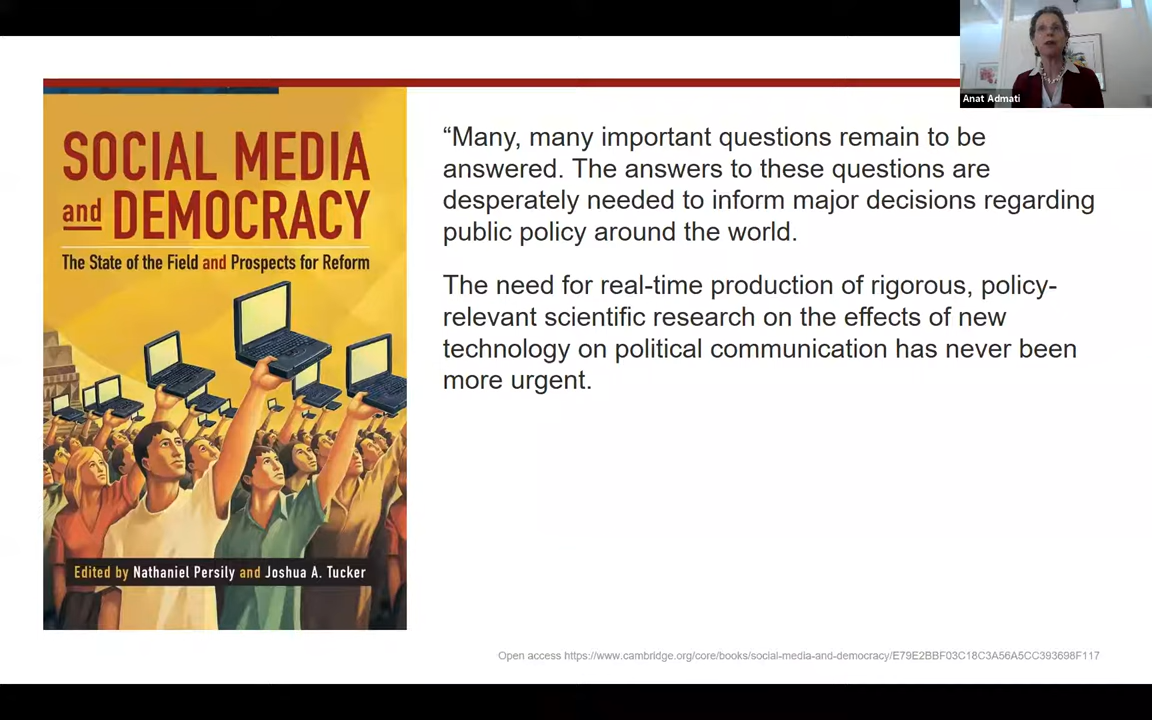 Anat Admati
SOCIAL MEDIA
and DEMOCRACY
The State of the Field and Prospects for Reform
Edited by Nathaniel Persily and Joshua A. Tucker
“Many, many important questions remain to be
answered. The answers to these questions are
desperately needed to inform major decisions regarding
public policy around the world.
The need for real-time production of rigorous, policy-
relevant scientific research on the effects of new
technology on political communication has never been
more urgent.
Open access https://www.cambridge.org/core/books/social-media-and-democracy/E79E2BBF03C18C3A56A5CC393698F117